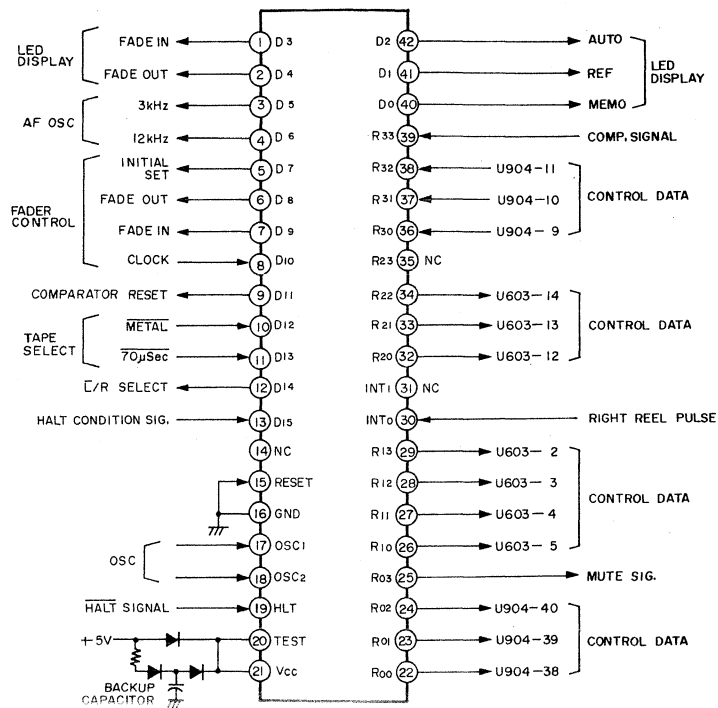 LED DISPLAY
FADE IN 1 D3
FADE OUT 2 D4
AF OSC
3kHz 3 D5
12kHz 4 D6
FADER CONTROL
INITIAL SET 5 D7
FADE OUT 6 D8
FADE IN 7 D9
CLOCK 8 D10
COMPARATOR RESET 9 D11
TAPE SELECT
METAL 10 D12
70μSec 11 D13
L/R SELECT 12 D14
HALT CONDITION SIG. 13 D15
14 NC
15 RESET
16 GND
OSC
17 OSC1
18 OSC2
HALT SIGNAL 19 HLT
+5V 20 TEST
21 Vcc
BACKUP CAPACITOR
D2 42 AUTO
D1 41 REF
D0 40 MEMO
LED DISPLAY
R33 39 COMP. SIGNAL
R32 38 U904-11
R31 37 U904-10
R30 36 U904-9
CONTROL DATA
R23 35 NC
R22 34 U603-14
R21 33 U603-13
R20 32 U603-12
CONTROL DATA
INT1 31 NC
INT0 30 RIGHT REEL PULSE
R13 29 U603-2
R12 28 U603-3
R11 27 U603-4
R10 26 U603-5
CONTROL DATA
R03 25 MUTE SIG.
R02 24 U904-40
R01 23 U904-39
R00 22 U904-38
CONTROL DATA